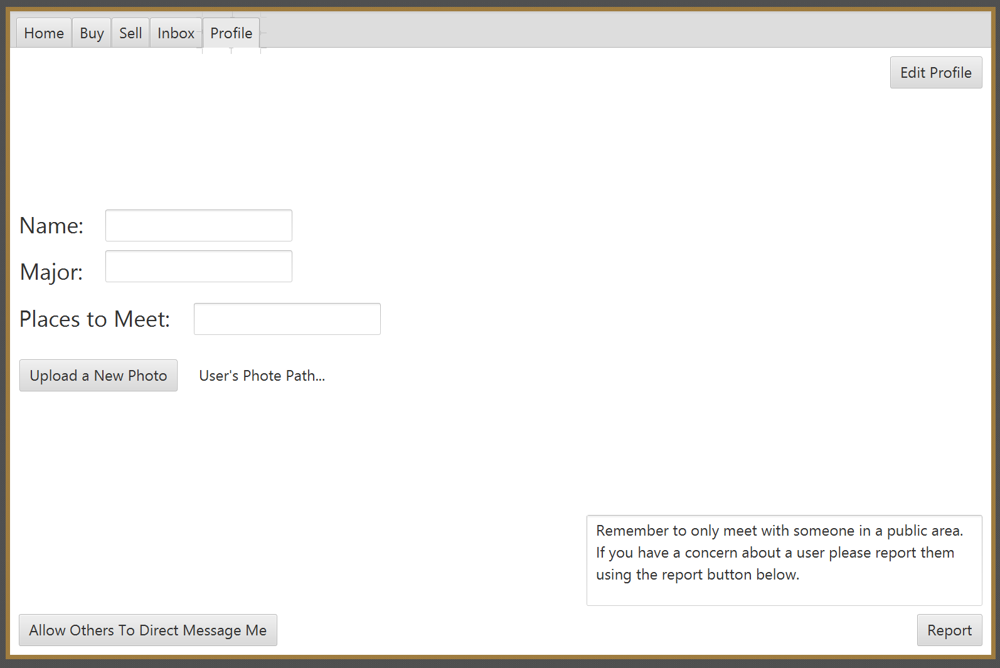 Home Buy Sell Inbox Profile
Edit Profile
Name:
Major:
Places to Meet:
Upload a New Photo User's Phote Path...
Remember to only meet with someone in a public area.
If you have a concern about a user please report them
using the report button below.
Allow Others To Direct Message Me Report